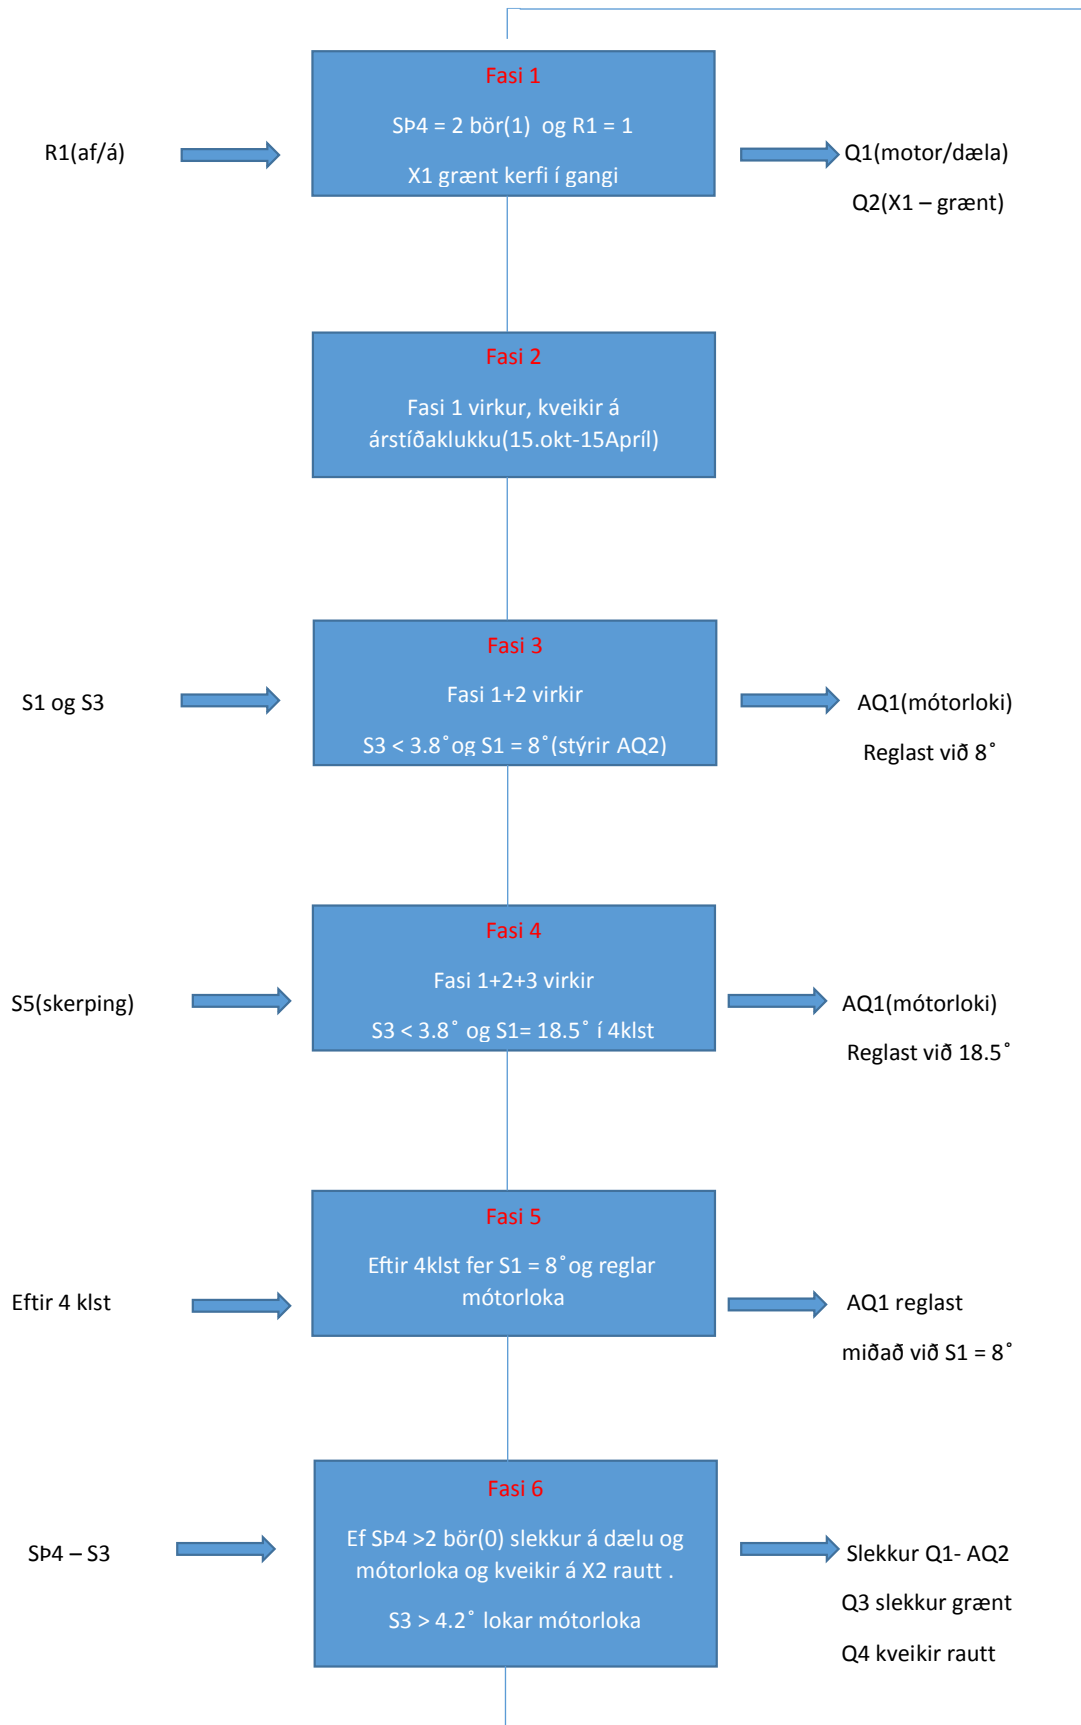 Fasi 1
SÞ4 = 2 bör(1) og R1 = 1
X1 grænt kerfi í gangi
R1(af/á)
Q1(motor/dæla)
Q2(X1 – grænt)
Fasi 2
Fasi 1 virkur, kveikir á
árstíðaklukku(15.okt-15Apríl)
Fasi 3
Fasi 1+2 virkir
S3 < 3.8˚og S1 = 8˚(stýrir AQ2)
S1 og S3
AQ1(mótorloki)
Reglast við 8˚
Fasi 4
Fasi 1+2+3 virkir
S3 < 3.8˚ og S1= 18.5˚ í 4klst
S5(skerping)
AQ1(mótorloki)
Reglast við 18.5˚
Fasi 5
Eftir 4klst fer S1 = 8˚og reglar
mótorloka
Eftir 4 klst
AQ1 reglast
miðað við S1 = 8˚
Fasi 6
Ef SÞ4 >2 bör(0) slekkur á dælu og
mótorloka og kveikir á X2 rautt .
S3 > 4.2˚ lokar mótorloka
SÞ4 – S3
Slekkur Q1- AQ2
Q3 slekkur grænt
Q4 kveikir rautt